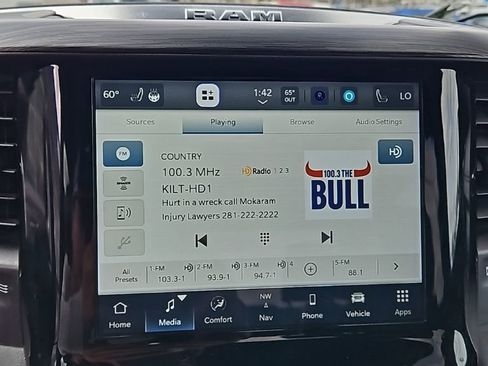 RAM
60° 1:42 65° OUT LO
Sources Playing Browse Audio Settings
FM
COUNTRY
100.3 MHz HD Radio 1 2 3
KILT-HD1
Hurt in a wreck call Mokaram
Injury Lawyers 281-222-2222
100.3 THE
BULL
HD
All Presets 1-FM 103.3-1 HD 2-FM 93.9-1 HD 3-FM 94.7-1 HD 4 5-FM 88.1
Home Media Comfort NW Nav Phone Vehicle Apps